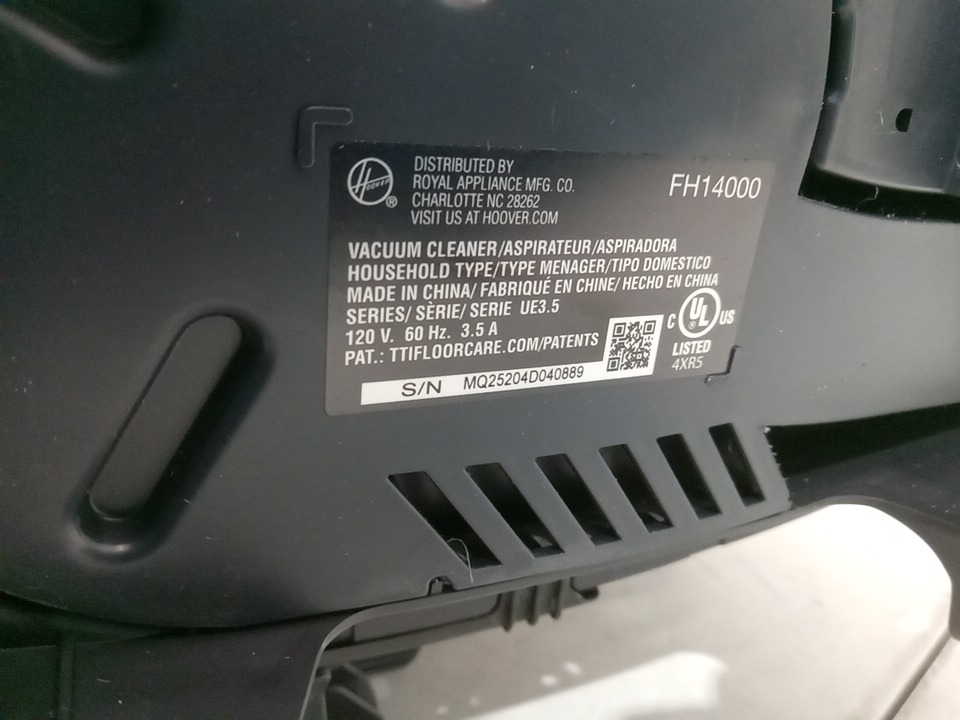 HOOVER
®
DISTRIBUTED BY
ROYAL APPLIANCE MFG. CO.
CHARLOTTE NC 28262
VISIT US AT HOOVER.COM
FH14000
VACUUM CLEANER/ASPIRATEUR/ASPIRADORA
HOUSEHOLD TYPE/TYPE MENAGER/TIPO DOMESTICO
MADE IN CHINA/ FABRIQUÉ EN CHINE/ HECHO EN CHINA
SERIES/ SÈRIE/ SERIE UE3.5
120 V. 60 Hz. 3.5 A
PAT.: TTIFLOORCARE.COM/PATENTS
C UL US
LISTED
4XR5
S/N MQ25204D040889